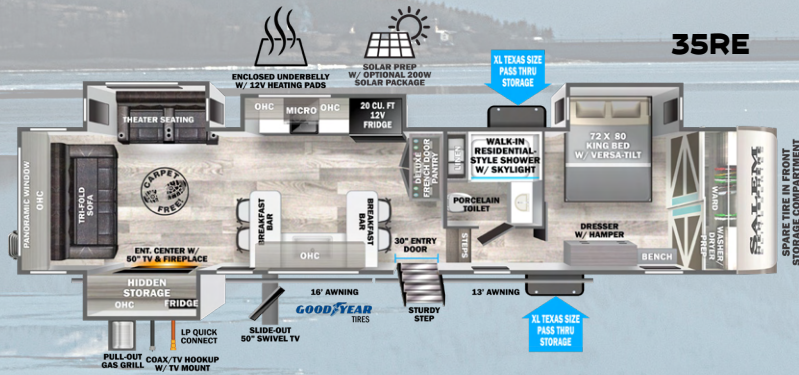 35RE
ENCLOSED UNDERBELLY
W/ 12V HEATING PADS
SOLAR PREP
W/ OPTIONAL 200W
SOLAR PACKAGE
XL TEXAS SIZE
PASS THRU
STORAGE
THEATER SEATING
OHC
MICRO
OHC
20 CU. FT
12V
FRIDGE
PANORAMIC WINDOW
OHC
TRI-FOLD
SOFA
CARPET
FREE!
DELUXE
FRENCH DOOR
PANTRY
LINEN
WALK-IN
RESIDENTIAL-
STYLE SHOWER
W/ SKYLIGHT
PORCELAIN
TOILET
72 X 80
KING BED
W/ VERSA-TILT
WARD
WASHER/
DRYER
PREP
SALEM
SPARE TIRE IN FRONT
STORAGE COMPARTMENT
BREAKFAST
BAR
BREAKFAST
BAR
OHC
30" ENTRY
DOOR
STEPS
DRESSER
W/ HAMPER
BENCH
ENT. CENTER W/
50" TV & FIREPLACE
HIDDEN
STORAGE
OHC
FRIDGE
16' AWNING
GOODYEAR
TIRES
13' AWNING
STURDY
STEP
XL TEXAS SIZE
PASS THRU
STORAGE
SLIDE-OUT
50" SWIVEL TV
LP QUICK
CONNECT
PULL-OUT
GAS GRILL
COAX/TV HOOKUP
W/ TV MOUNT